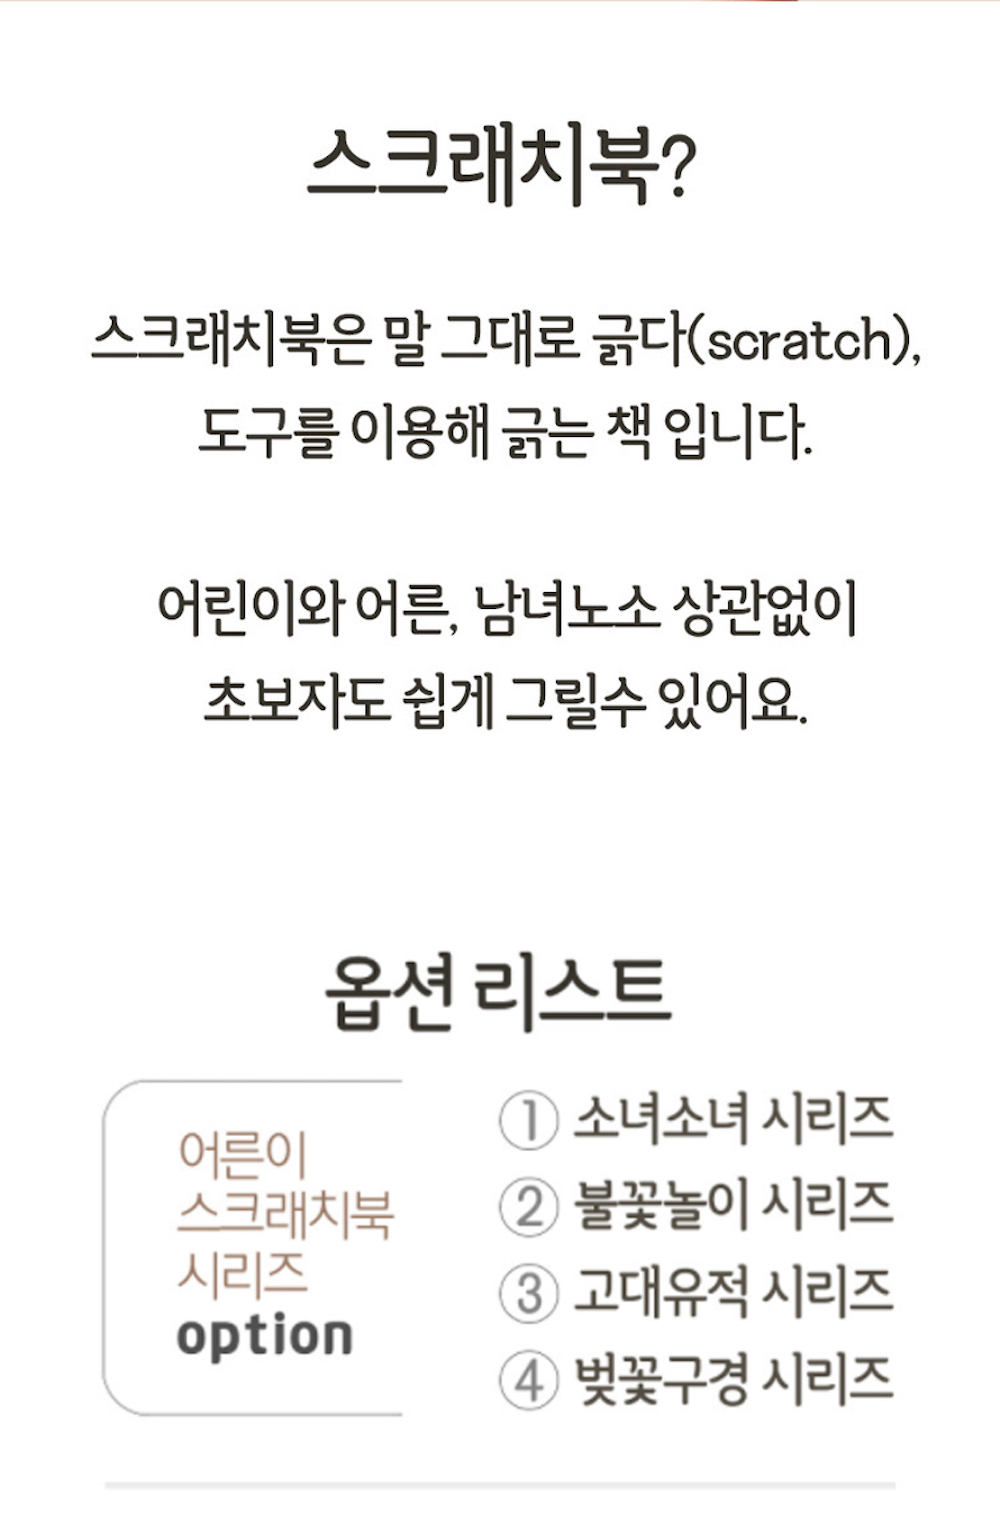 스크래치북?
스크래치북은 말 그대로 긁다(scratch),
도구를 이용해 긁는 책 입니다.
어린이와 어른, 남녀노소 상관없이
초보자도 쉽게 그릴수 있어요.
옵션 리스트
어른이
스크래치북
시리즈
option
① 소녀소녀 시리즈
② 불꽃놀이 시리즈
③ 고대유적 시리즈
④ 벚꽃구경 시리즈